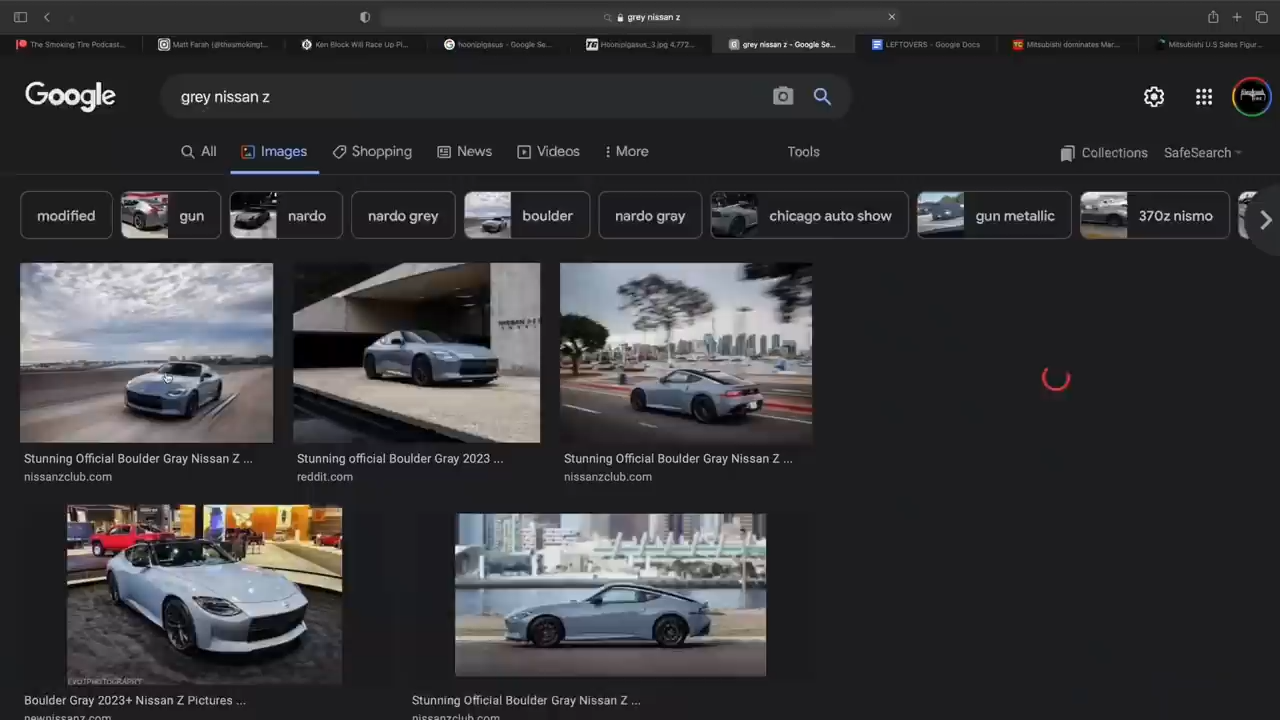 grey nissan z
The Smoking Tire Podcast...
Matt Farah (@thesmokingt...
Ken Block Will Race Up Pi...
hoonipigasus - Google Se...
Hoonipigasus_3.jpg 4,772...
grey nissan z - Google Se...
LEFTOVERS - Google Docs
Mitsubishi dominates Mar...
Mitsubishi U.S Sales Figur...
Google
grey nissan z
All
Images
Shopping
News
Videos
More
Tools
Collections
SafeSearch
modified
gun
nardo
nardo grey
boulder
nardo gray
chicago auto show
gun metallic
370z nismo
Stunning Official Boulder Gray Nissan Z ...
nissanzclub.com
Stunning official Boulder Gray 2023 ...
reddit.com
Stunning Official Boulder Gray Nissan Z ...
nissanzclub.com
Boulder Gray 2023+ Nissan Z Pictures ...
newnissanz.com
Stunning Official Boulder Gray Nissan Z ...
nissanzclub.com